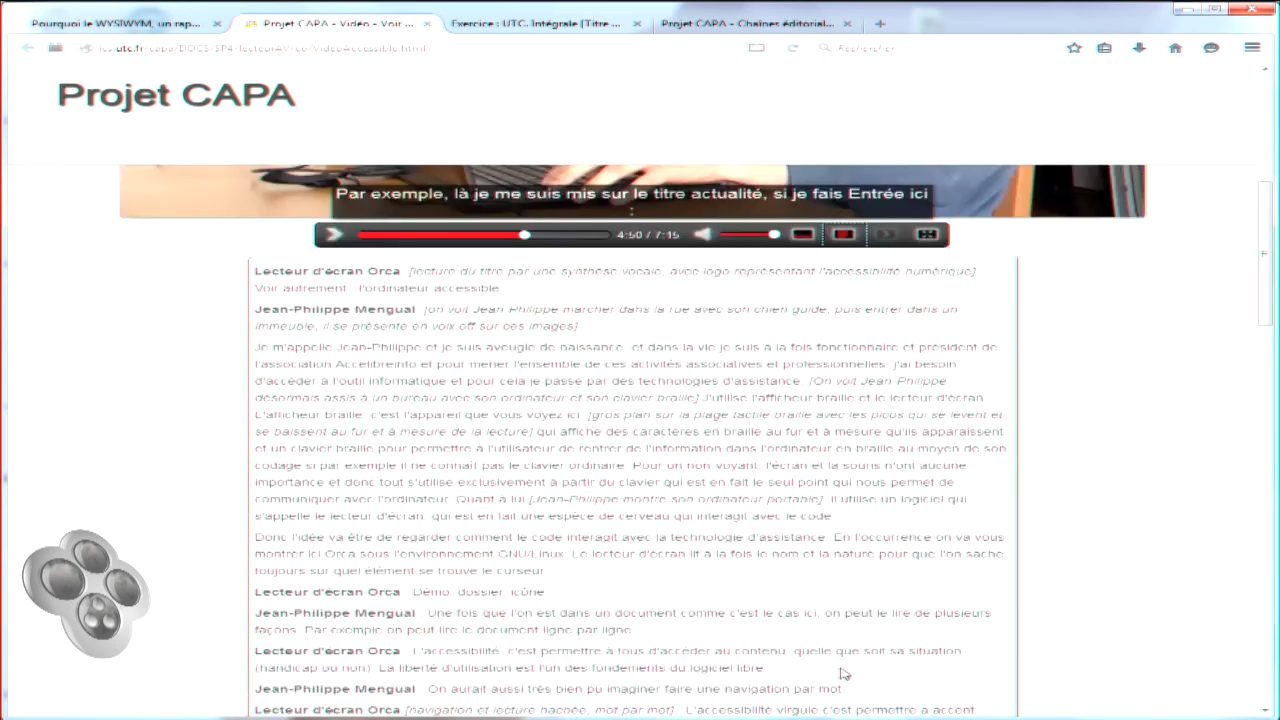 Pourquoi le WYSIWYM, un rap... × Projet CAPA - Vidéo - Voir ... × Exercice : UTC. Intégrale [Titre ... × Projet CAPA - Chaînes éditorial... × +
Rechercher
Projet CAPA
Par exemple, là je me suis mis sur le titre actualité, si je fais Entrée ici
:
4:50 / 7:15
Lecteur d'écran Orca [lecture du titre par une synthèse vocale, avec logo représentant l'accessibilité numérique]
Voir autrement : l'ordinateur accessible
Jean-Philippe Mengual [on voit Jean Philippe marcher dans la rue avec son chien guide, puis entrer dans un
immeuble, il se présente en voix off sur ces images]
Je m'appelle Jean-Philippe et je suis aveugle de naissance, et dans la vie je suis à la fois fonctionnaire et président de
l'association Accelibreinfo et pour mener l'ensemble de ces activités associatives et professionnelles, j'ai besoin
d'accéder à l'outil informatique et pour cela je passe par des technologies d'assistance. [On voit Jean Philippe
désormais assis à un bureau avec son ordinateur et son clavier braille] J'utilise l'afficheur braille et le lecteur d'écran.
L'afficheur braille, c'est l'appareil que vous voyez ici, [gros plan sur la plage tactile braille avec les picos qui se lèvent et
se baissent au fur et à mesure de la lecture] qui affiche des caractères en braille au fur et à mesure qu'ils apparaissent
et un clavier braille pour permettre à l'utilisateur de rentrer de l'information dans l'ordinateur en braille au moyen de son
codage si par exemple il ne connaît pas le clavier ordinaire. Pour un non voyant, l'écran et la souris n'ont aucune
importance et donc tout s'utilise exclusivement à partir du clavier qui est en fait le seul point qui nous permet de
communiquer avec l'ordinateur. Quant à lui [Jean-Philippe montre son ordinateur portable], il utilise un logiciel qui
s'appelle le lecteur d'écran, qui est en fait une espèce de cerveau qui interagit avec le code.
Donc l'idée va être de regarder comment le code interagit avec la technologie d'assistance. En l'occurrence on va vous
montrer ici Orca sous l'environnement GNU/Linux. Le lecteur d'écran lit à la fois le nom et la nature pour que l'on sache
toujours sur quel élément se trouve le curseur.
Lecteur d'écran Orca : Démo, dossier, icône
Jean-Philippe Mengual : Une fois que l'on est dans un document comme c'est le cas ici, on peut le lire de plusieurs
façons. Par exemple on peut lire le document ligne par ligne.
Lecteur d'écran Orca : L'accessibilité, c'est permettre à tous d'accéder au contenu, quelle que soit sa situation
(handicap ou non). La liberté d'utilisation est l'un des fondements du logiciel libre.
Jean-Philippe Mengual : On aurait aussi très bien pu imaginer faire une navigation par mot
Lecteur d'écran Orca [navigation et lecture hachée, mot par mot] : L'accessibilité virgule c'est permettre a accent